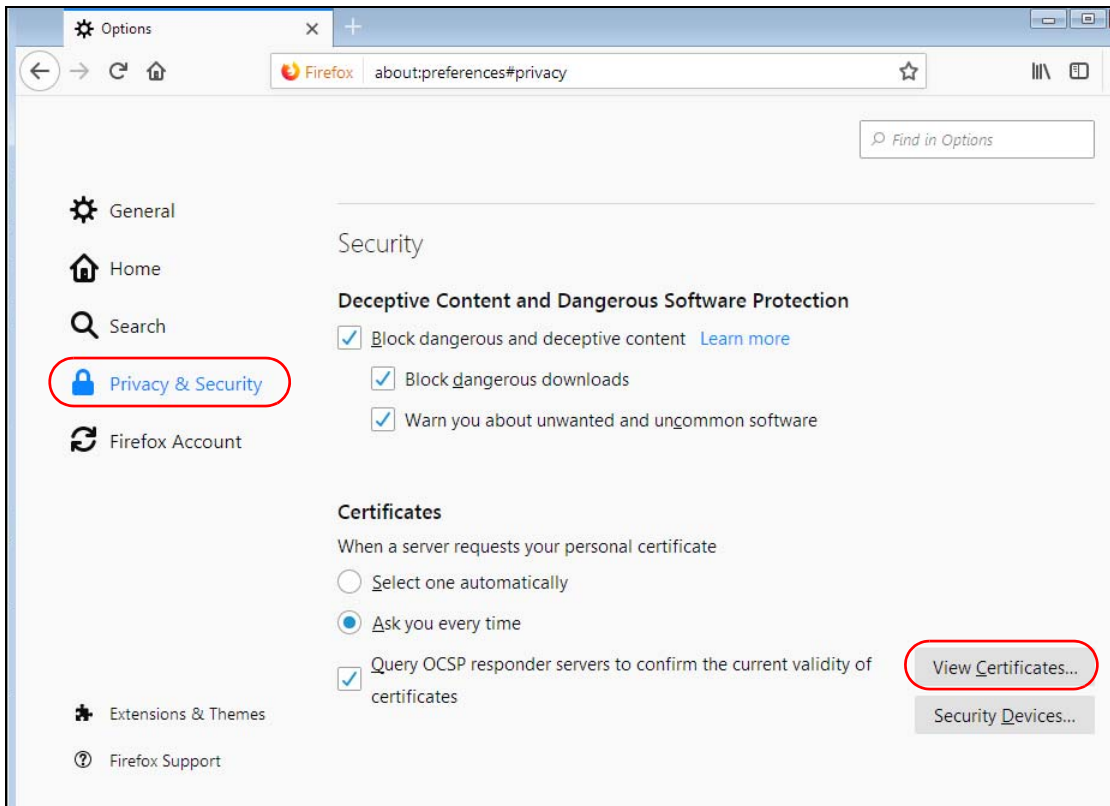 Options
Firefox about:preferences#privacy
Find in Options
General
Home
Search
Privacy & Security
Firefox Account
Extensions & Themes
Firefox Support
Security
Deceptive Content and Dangerous Software Protection
Block dangerous and deceptive content Learn more
Block dangerous downloads
Warn you about unwanted and uncommon software
Certificates
When a server requests your personal certificate
Select one automatically
Ask you every time
Query OCSP responder servers to confirm the current validity of
certificates
View Certificates...
Security Devices...